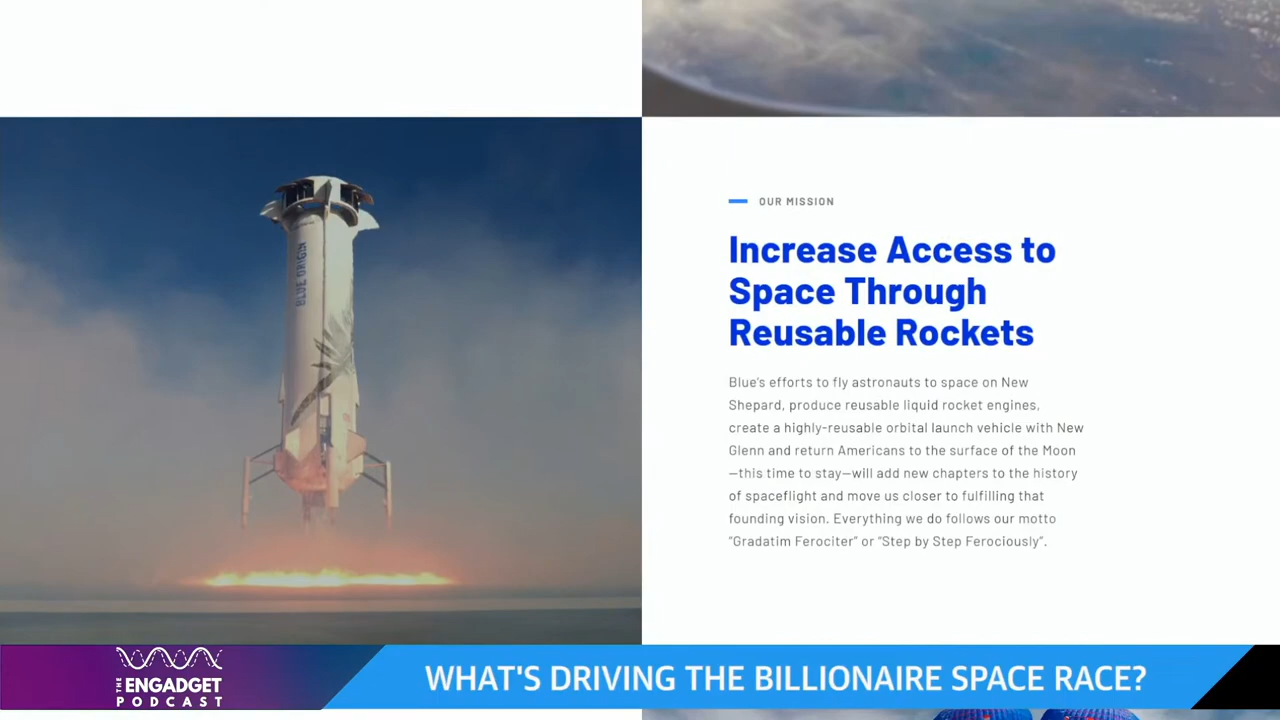 BLUE ORIGIN
OUR MISSION
Increase Access to
Space Through
Reusable Rockets
Blue's efforts to fly astronauts to space on New
Shepard, produce reusable liquid rocket engines,
create a highly-reusable orbital launch vehicle with New
Glenn and return Americans to the surface of the Moon
—this time to stay—will add new chapters to the history
of spaceflight and move us closer to fulfilling that
founding vision. Everything we do follows our motto
“Gradatim Ferociter” or “Step by Step Ferociously”.
THE ENGADGET
PODCAST
WHAT'S DRIVING THE BILLIONAIRE SPACE RACE?